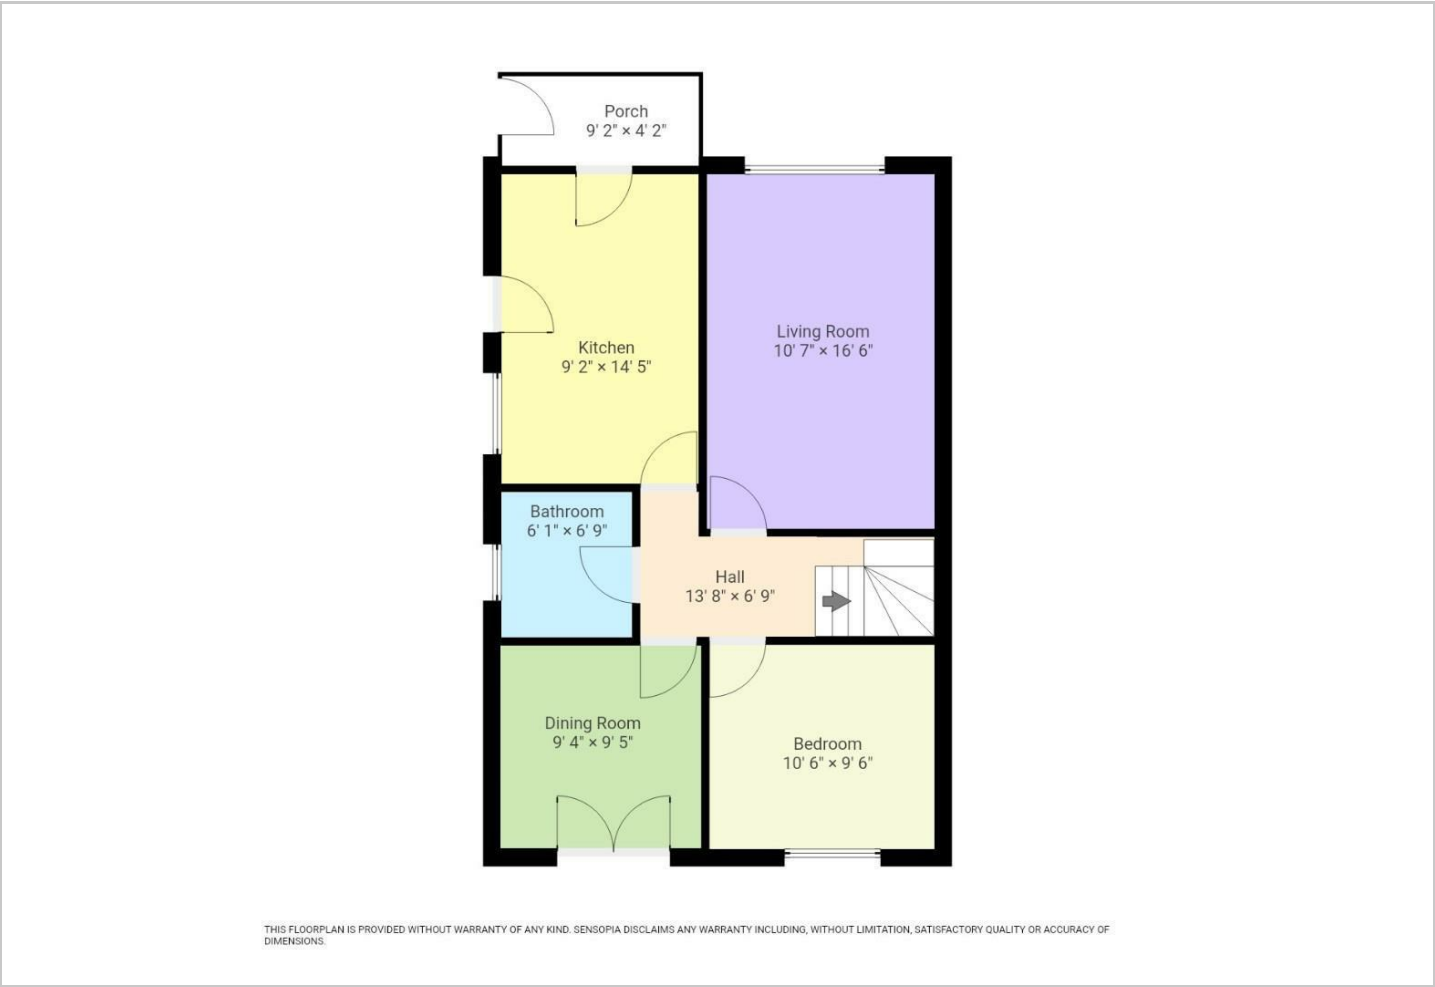 Porch
9' 2" × 4' 2"
Living Room
10' 7" × 16' 6"
Kitchen
9' 2" × 14' 5"
Bathroom
6' 1" × 6' 9"
Hall
13' 8" × 6' 9"
Dining Room
9' 4" × 9' 5"
Bedroom
10' 6" × 9' 6"
THIS FLOORPLAN IS PROVIDED WITHOUT WARRANTY OF ANY KIND. SENSOPIA DISCLAIMS ANY WARRANTY INCLUDING, WITHOUT LIMITATION, SATISFACTORY QUALITY OR ACCURACY OF
DIMENSIONS.